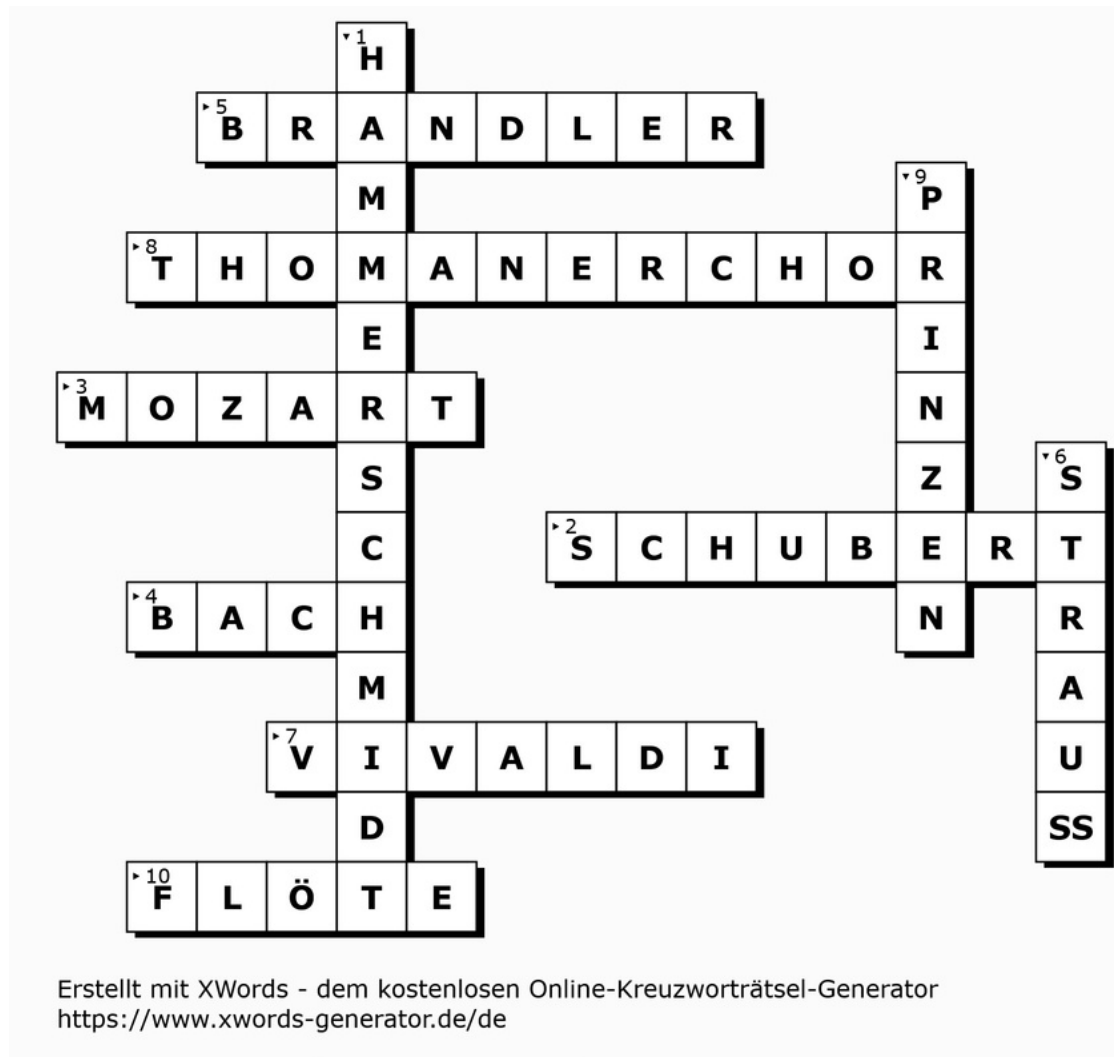 1 H
5 B R A N D L E R
M 9 P
8 T H O M A N E R C H O R
E I
3 M O Z A R T N
S Z 6 S
C 2 S C H U B E R T
4 B A C H N R
M A
7 V I V A L D I U
D SS
10 F L Ö T E
Erstellt mit XWords - dem kostenlosen Online-Kreuzworträtsel-Generator
https://www.xwords-generator.de/de